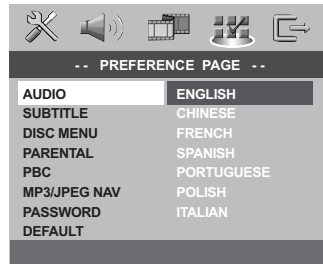 -- PREFERENCE PAGE --
AUDIO ENGLISH
SUBTITLE CHINESE
DISC MENU FRENCH
PARENTAL SPANISH
PBC PORTUGUESE
MP3/JPEG NAV POLISH
PASSWORD ITALIAN
DEFAULT